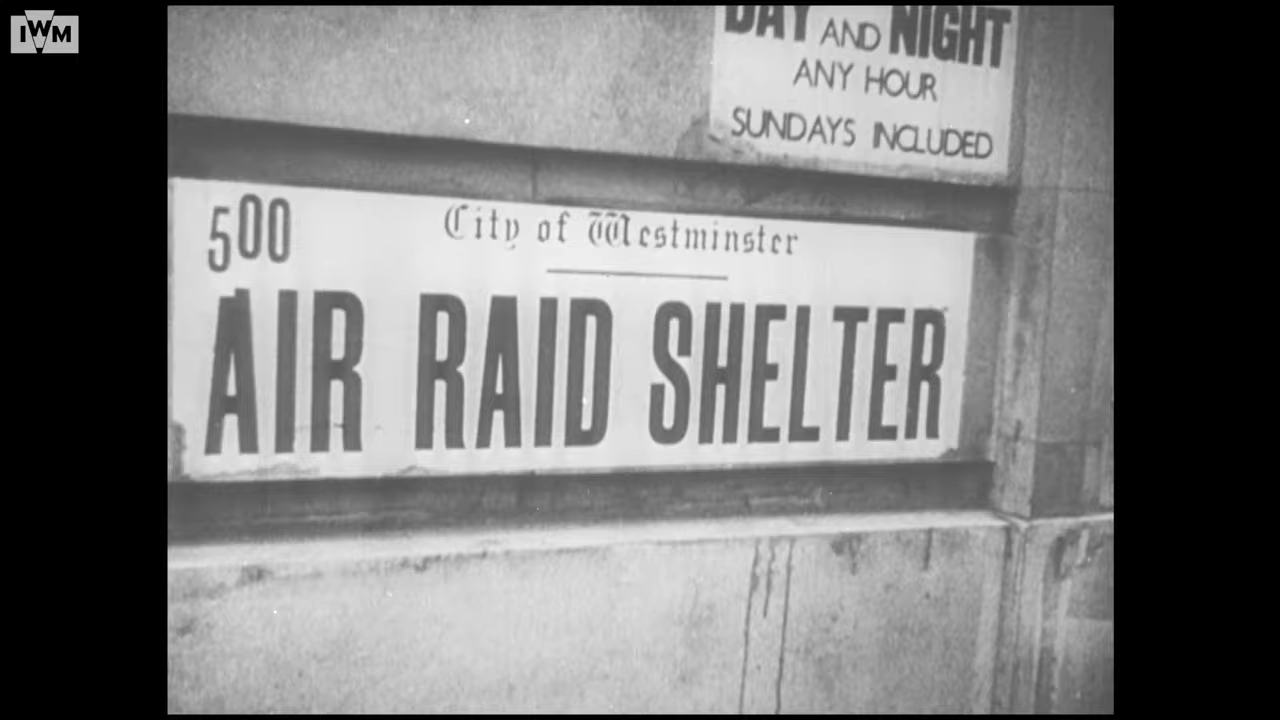 IWM
DAY AND NIGHT
ANY HOUR
SUNDAYS INCLUDED
500
City of Westminster
AIR RAID SHELTER